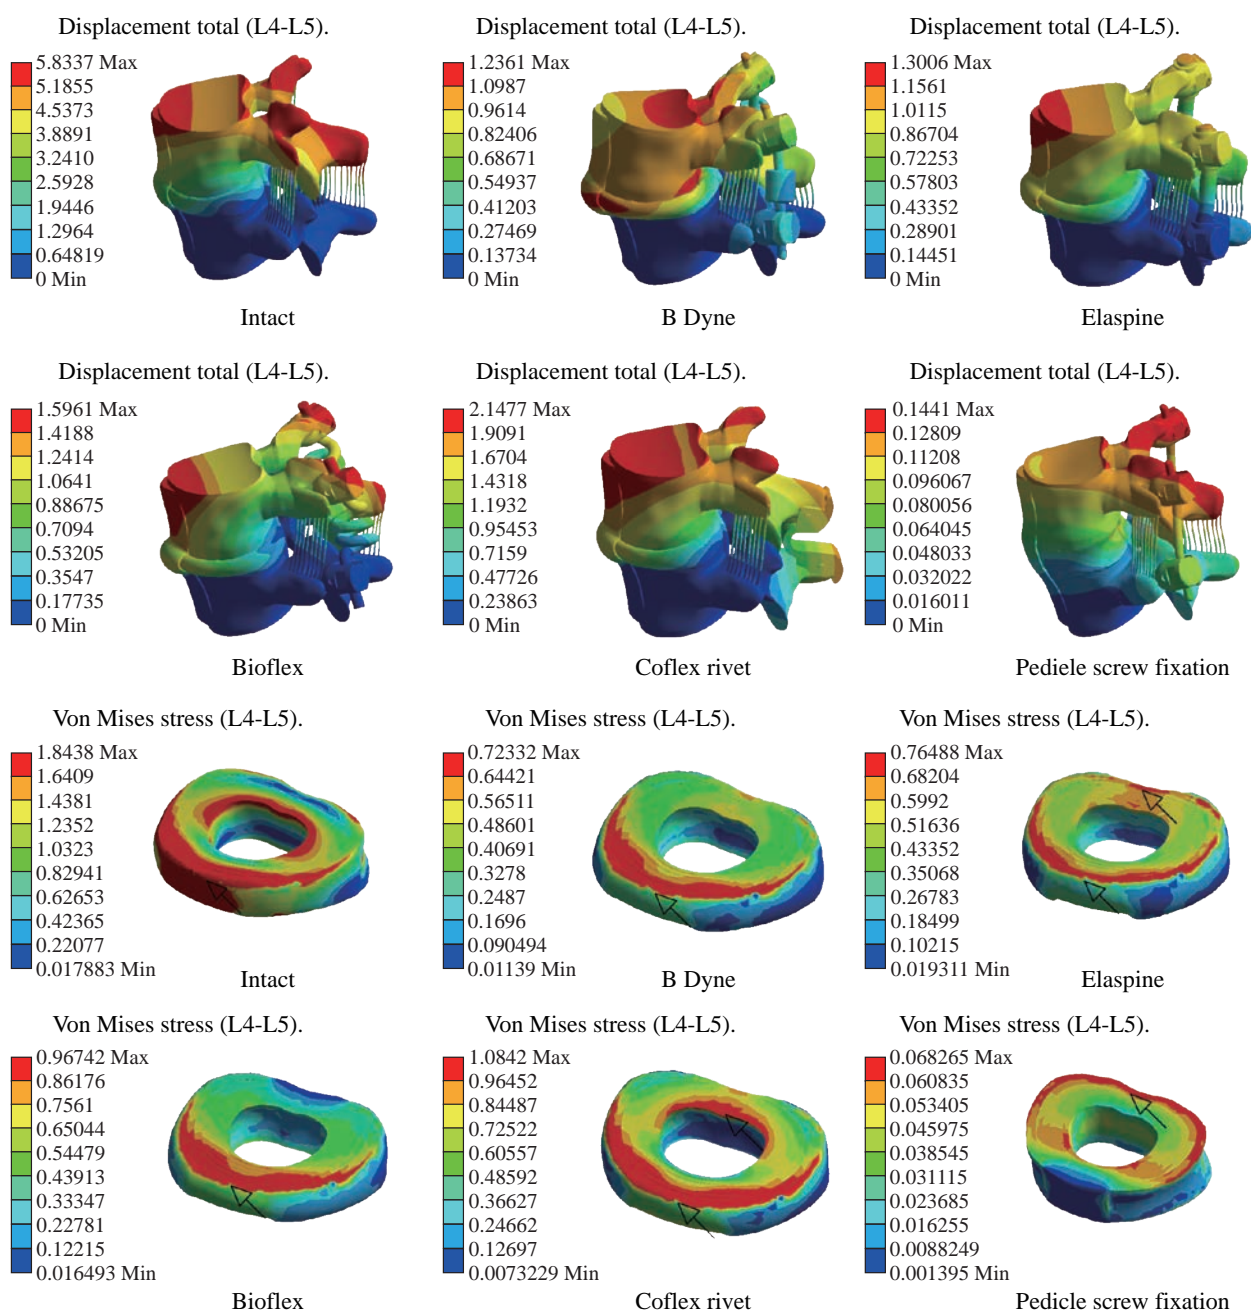 Displacement total (L4-L5).
5.8337 Max
5.1855
4.5373
3.8891
3.2410
2.5928
1.9446
1.2964
0.64819
0 Min
Intact
Displacement total (L4-L5).
1.2361 Max
1.0987
0.9614
0.82406
0.68671
0.54937
0.41203
0.27469
0.13734
0 Min
B Dyne
Displacement total (L4-L5).
1.3006 Max
1.1561
1.0115
0.86704
0.72253
0.57803
0.43352
0.28901
0.14451
0 Min
Elaspine
Displacement total (L4-L5).
1.5961 Max
1.4188
1.2414
1.0641
0.88675
0.7094
0.53205
0.3547
0.17735
0 Min
Bioflex
Displacement total (L4-L5).
2.1477 Max
1.9091
1.6704
1.4318
1.1932
0.95453
0.7159
0.47726
0.23863
0 Min
Coflex rivet
Displacement total (L4-L5).
0.1441 Max
0.12809
0.11208
0.096067
0.080056
0.064045
0.048033
0.032022
0.016011
0 Min
Pediele screw fixation
Von Mises stress (L4-L5).
1.8438 Max
1.6409
1.4381
1.2352
1.0323
0.82941
0.62653
0.42365
0.22077
0.017883 Min
Intact
Von Mises stress (L4-L5).
0.72332 Max
0.64421
0.56511
0.48601
0.40691
0.3278
0.2487
0.1696
0.090494
0.01139 Min
B Dyne
Von Mises stress (L4-L5).
0.76488 Max
0.68204
0.5992
0.51636
0.43352
0.35068
0.26783
0.18499
0.10215
0.019311 Min
Elaspine
Von Mises stress (L4-L5).
0.96742 Max
0.86176
0.7561
0.65044
0.54479
0.43913
0.33347
0.22781
0.12215
0.016493 Min
Bioflex
Von Mises stress (L4-L5).
1.0842 Max
0.96452
0.84487
0.72522
0.60557
0.48592
0.36627
0.24662
0.12697
0.0073229 Min
Coflex rivet
Von Mises stress (L4-L5).
0.068265 Max
0.060835
0.053405
0.045975
0.038545
0.031115
0.023685
0.016255
0.0088249
0.001395 Min
Pedicle screw fixation